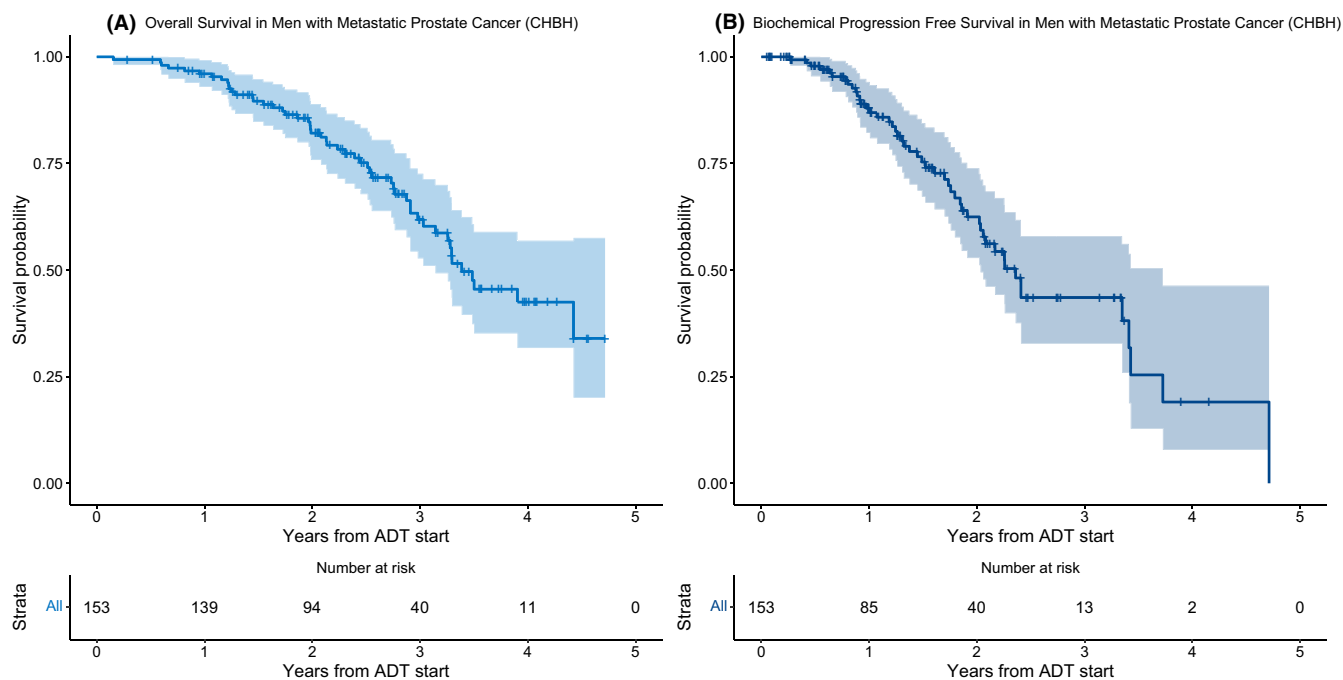 (A) Overall Survival in Men with Metastatic Prostate Cancer (CHBH)
1.00
0.75
0.50
0.25
0.00
Survival probability
0 1 2 3 4 5
Years from ADT start
Number at risk
Strata
All 153 139 94 40 11 0
0 1 2 3 4 5
Years from ADT start
(B) Biochemical Progression Free Survival in Men with Metastatic Prostate Cancer (CHBH)
1.00
0.75
0.50
0.25
0.00
Survival probability
0 1 2 3 4 5
Years from ADT start
Number at risk
Strata
All 153 85 40 13 2 0
0 1 2 3 4 5
Years from ADT start